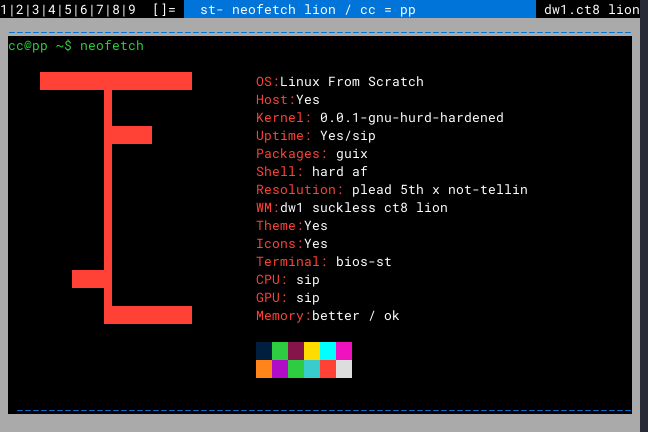 1|2|3|4|5|6|7|8|9 []= st- neofetch lion / cc = pp dw1.ct8 lion
cc@pp ~$ neofetch
OS:Linux From Scratch
Host:Yes
Kernel: 0.0.1-gnu-hurd-hardened
Uptime: Yes/sip
Packages: guix
Shell: hard af
Resolution: plead 5th x not-tellin
WM:dw1 suckless ct8 lion
Theme:Yes
Icons:Yes
Terminal: bios-st
CPU: sip
GPU: sip
Memory:better / ok